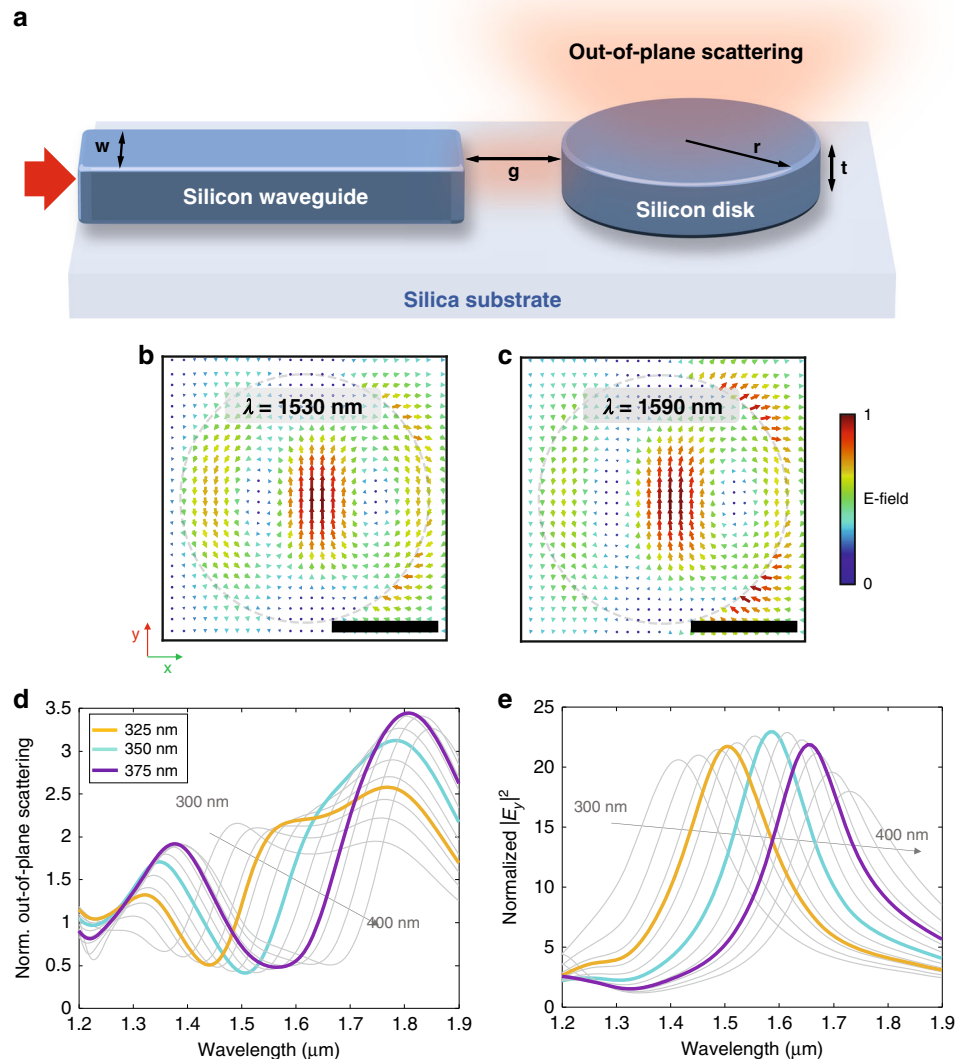 a
Out-of-plane scattering
w
g
r
t
Silicon waveguide
Silicon disk
Silica substrate
b
c
λ = 1530 nm
λ = 1590 nm
1
E-field
0
y
x
d
e
3.5
3
2.5
2
1.5
1
0.5
0
Norm. out-of-plane scattering
325 nm
350 nm
375 nm
300 nm
400 nm
1.2 1.3 1.4 1.5 1.6 1.7 1.8 1.9
Wavelength (μm)
25
20
15
10
5
0
Normalized |Ey|²
300 nm
400 nm
1.2 1.3 1.4 1.5 1.6 1.7 1.8 1.9
Wavelength (μm)